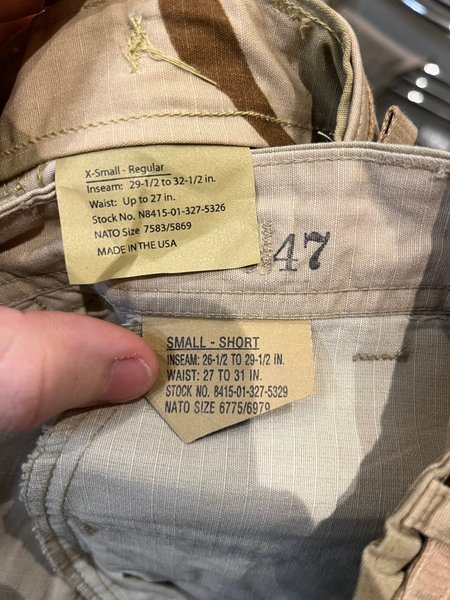 X-Small - Regular
Inseam: 29-1/2 to 32-1/2 in.
Waist: Up to 27 in.
Stock No. N8415-01-327-5326
NATO Size 7583/5869
MADE IN THE USA
47
SMALL - SHORT
INSEAM: 26-1/2 TO 29-1/2 IN.
WAIST: 27 TO 31 IN.
STOCK NO. 8415-01-327-5329
NATO SIZE 6775/6979